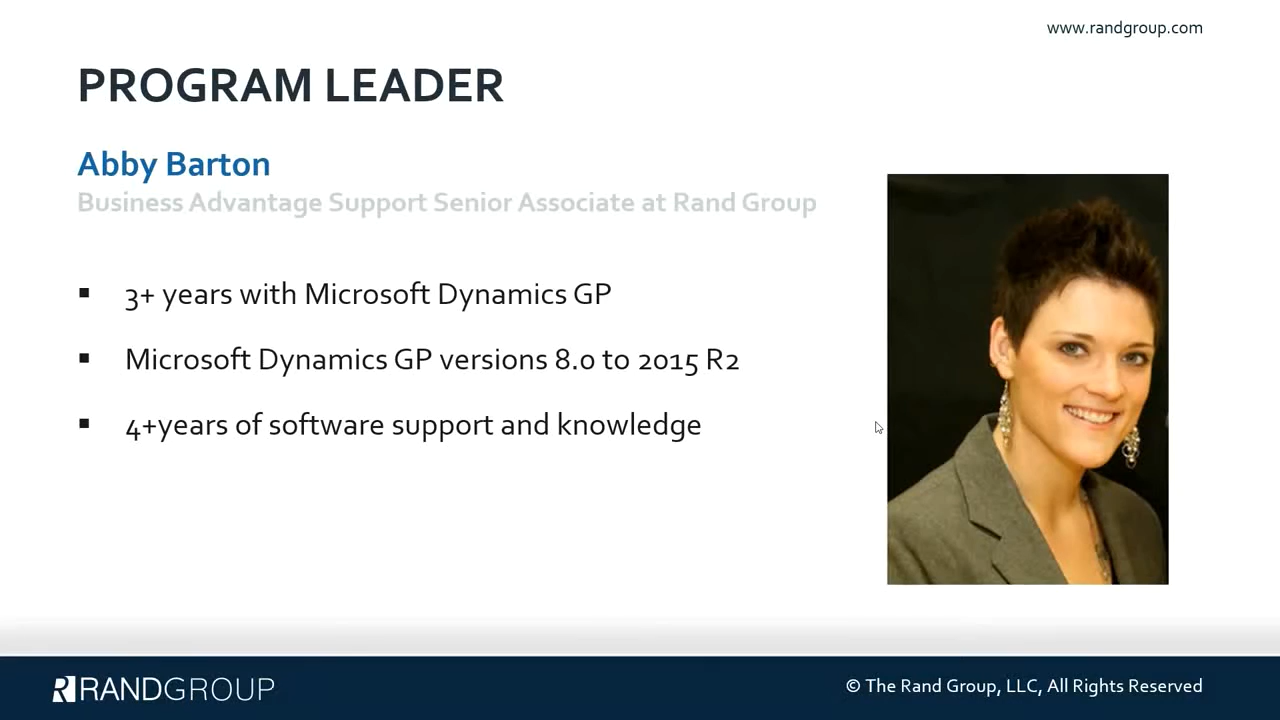 www.randgroup.com
PROGRAM LEADER
Abby Barton
Business Advantage Support Senior Associate at Rand Group
▪ 3+ years with Microsoft Dynamics GP
▪ Microsoft Dynamics GP versions 8.0 to 2015 R2
▪ 4+years of software support and knowledge
RANDGROUP
© The Rand Group, LLC, All Rights Reserved